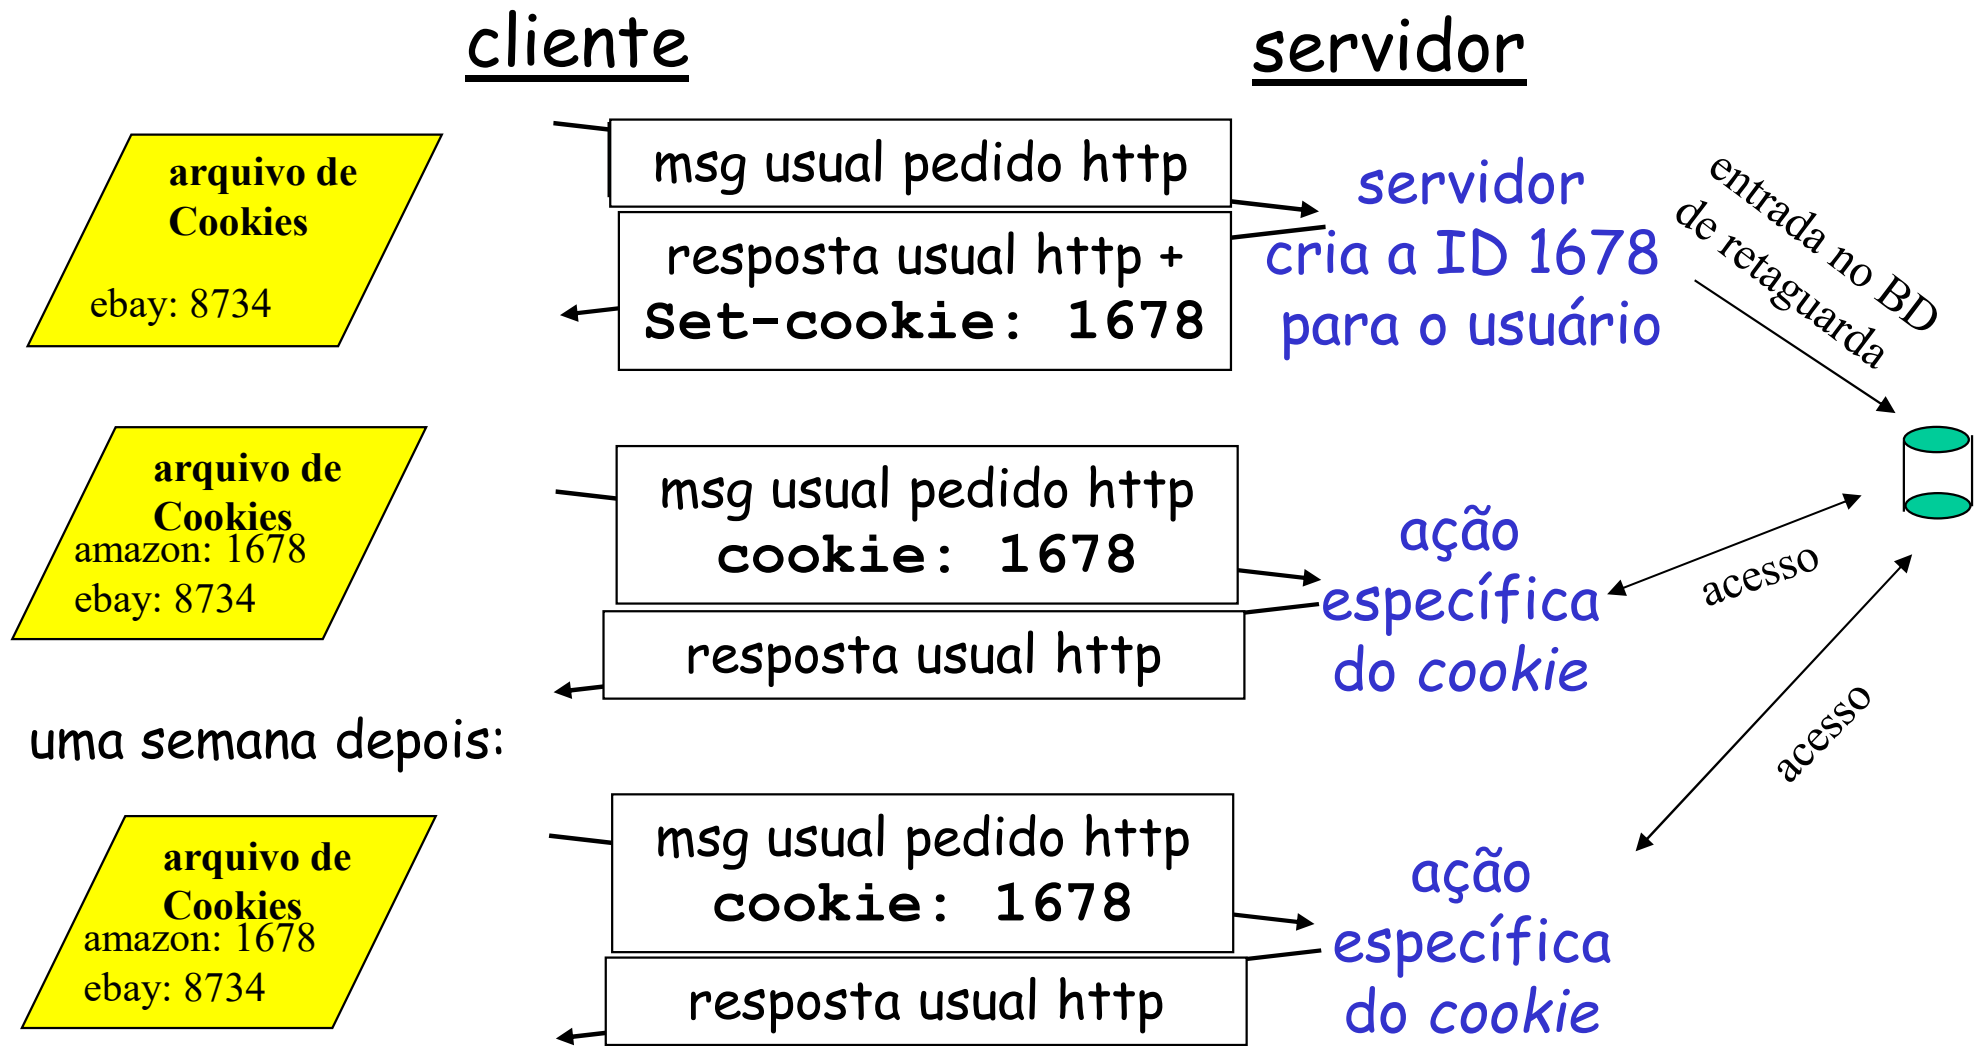 cliente
servidor
arquivo de
Cookies
ebay: 8734
msg usual pedido http
resposta usual http +
Set-cookie: 1678
servidor
cria a ID 1678
para o usuário
entrada no BD
de retaguarda
arquivo de
Cookies
amazon: 1678
ebay: 8734
msg usual pedido http
cookie: 1678
resposta usual http
ação
específica
do cookie
acesso
acesso
uma semana depois:
arquivo de
Cookies
amazon: 1678
ebay: 8734
msg usual pedido http
cookie: 1678
resposta usual http
ação
específica
do cookie